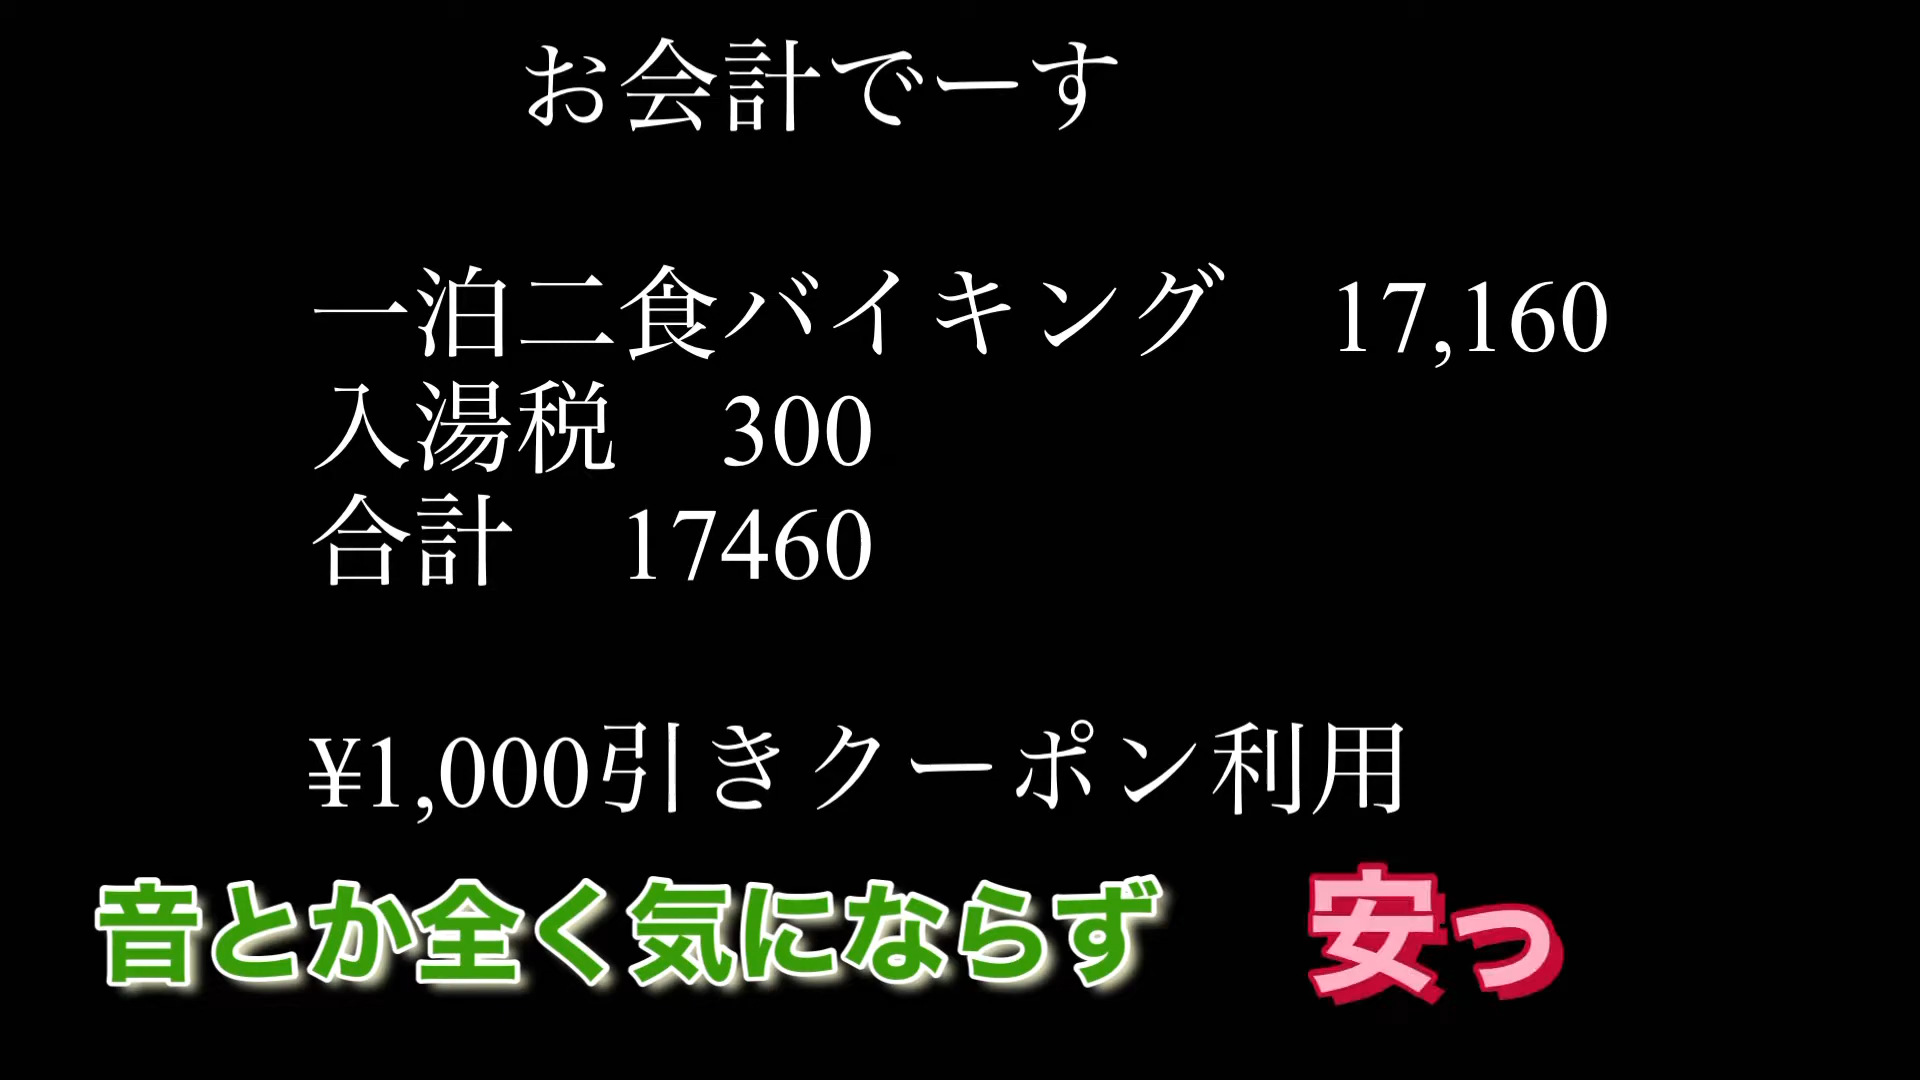 お会計でーす
一泊二食バイキング　17,160
入湯税　300
合計　17460
¥1,000引きクーポン利用
音とか全く気にならず　安っ